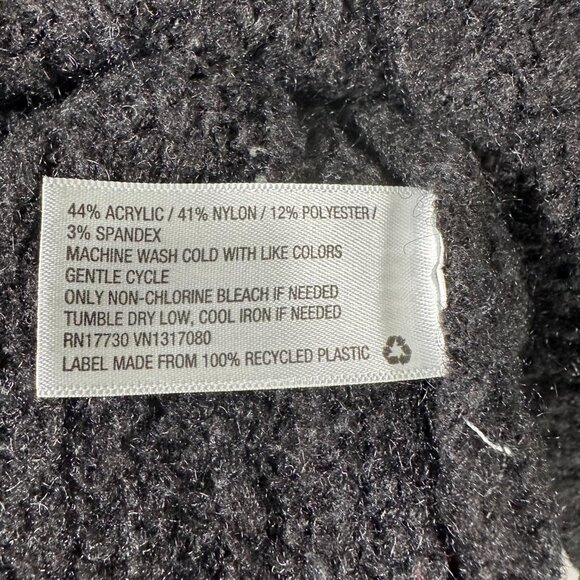 44% ACRYLIC / 41% NYLON / 12% POLYESTER /
3% SPANDEX
MACHINE WASH COLD WITH LIKE COLORS
GENTLE CYCLE
ONLY NON-CHLORINE BLEACH IF NEEDED
TUMBLE DRY LOW, COOL IRON IF NEEDED
RN17730 VN1317080
LABEL MADE FROM 100% RECYCLED PLASTIC